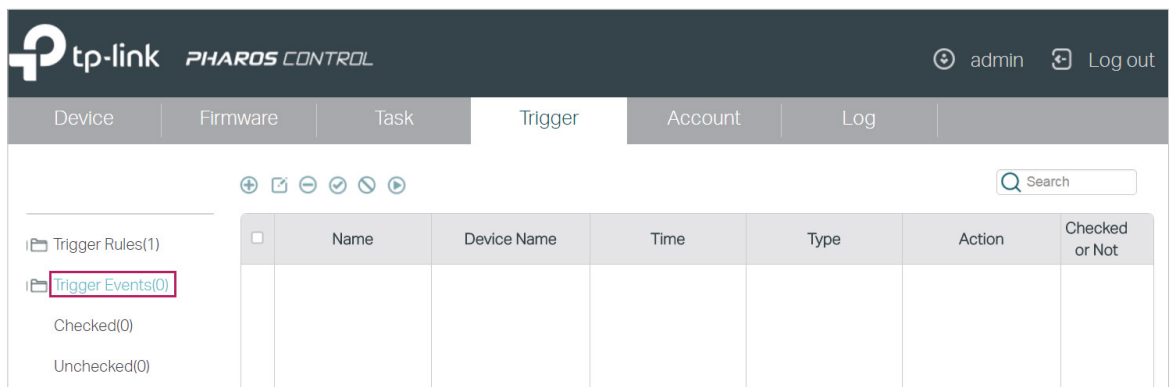 tp-link PHAROS CONTROL
admin Log out
Device Firmware Task Trigger Account Log
Search
Trigger Rules(1)
Trigger Events(0)
Checked(0)
Unchecked(0)
Name Device Name Time Type Action Checked
or Not